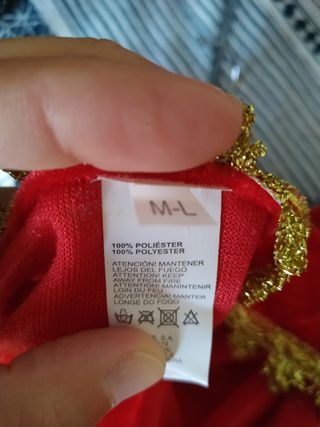 M-L
100% POLIÉSTER
100% POLYESTER
ATENCIÓN! MANTENER
LEJOS DEL FUEGO
ATTENTION! KEEP
AWAY FROM FIRE
ATTENTION! MAINTENIR
LOIN DU FEU
ADVERTENCIA! MANTER
LONGE DO FOGO